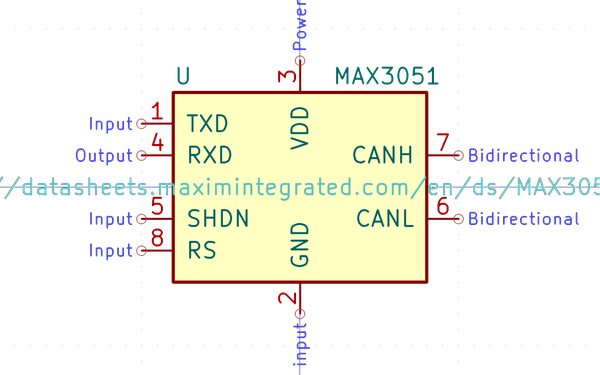 Power
3
U MAX3051
VDD
Input 1 TXD
Output 4 RXD
CANH 7 Bidirectional
//datasheets.maximintegrated.com/en/ds/MAX305
Input 5 SHDN
CANL 6 Bidirectional
Input 8 RS
GND
2
input